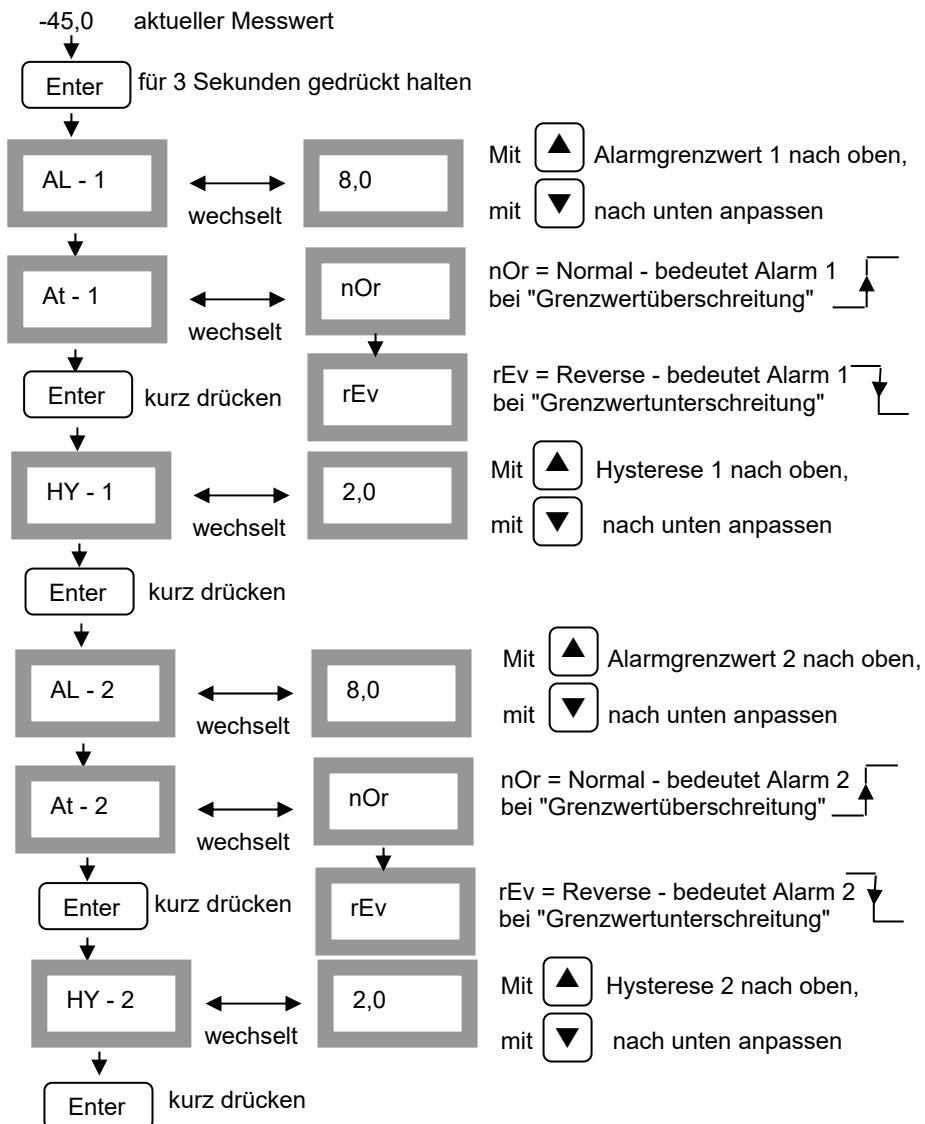 -45,0 aktueller Messwert
Enter für 3 Sekunden gedrückt halten
AL - 1
wechselt
8,0
Mit ▲ Alarmgrenzwert 1 nach oben,
mit ▼ nach unten anpassen
At - 1
wechselt
nOr
nOr = Normal - bedeutet Alarm 1
bei "Grenzwertüberschreitung"
Enter kurz drücken
rEv
rEv = Reverse - bedeutet Alarm 1
bei "Grenzwertunterschreitung"
HY - 1
wechselt
2,0
Mit ▲ Hysterese 1 nach oben,
mit ▼ nach unten anpassen
Enter kurz drücken
AL - 2
wechselt
8,0
Mit ▲ Alarmgrenzwert 2 nach oben,
mit ▼ nach unten anpassen
At - 2
wechselt
nOr
nOr = Normal - bedeutet Alarm 2
bei "Grenzwertüberschreitung"
Enter kurz drücken
rEv
rEv = Reverse - bedeutet Alarm 2
bei "Grenzwertunterschreitung"
HY - 2
wechselt
2,0
Mit ▲ Hysterese 2 nach oben,
mit ▼ nach unten anpassen
Enter kurz drücken